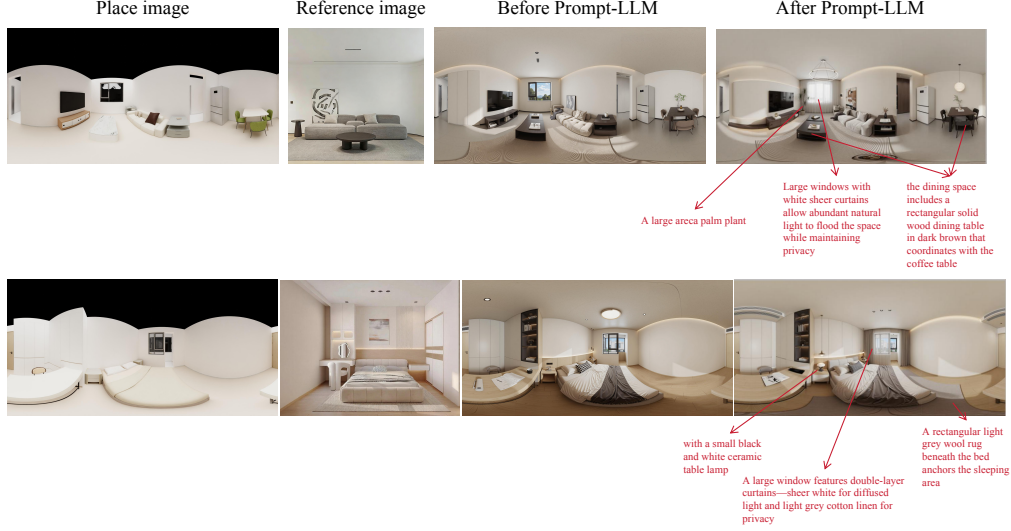 Place image
Reference image
Before Prompt-LLM
After Prompt-LLM
A large areca palm plant
Large windows with
white sheer curtains
allow abundant natural
light to flood the space
while maintaining
privacy
the dining space
includes a
rectangular solid
wood dining table
in dark brown that
coordinates with the
coffee table
with a small black
and white ceramic
table lamp
A large window features double-layer
curtains—sheer white for diffused
light and light grey cotton linen for
privacy
A rectangular light
grey wool rug
beneath the bed
anchors the sleeping
area